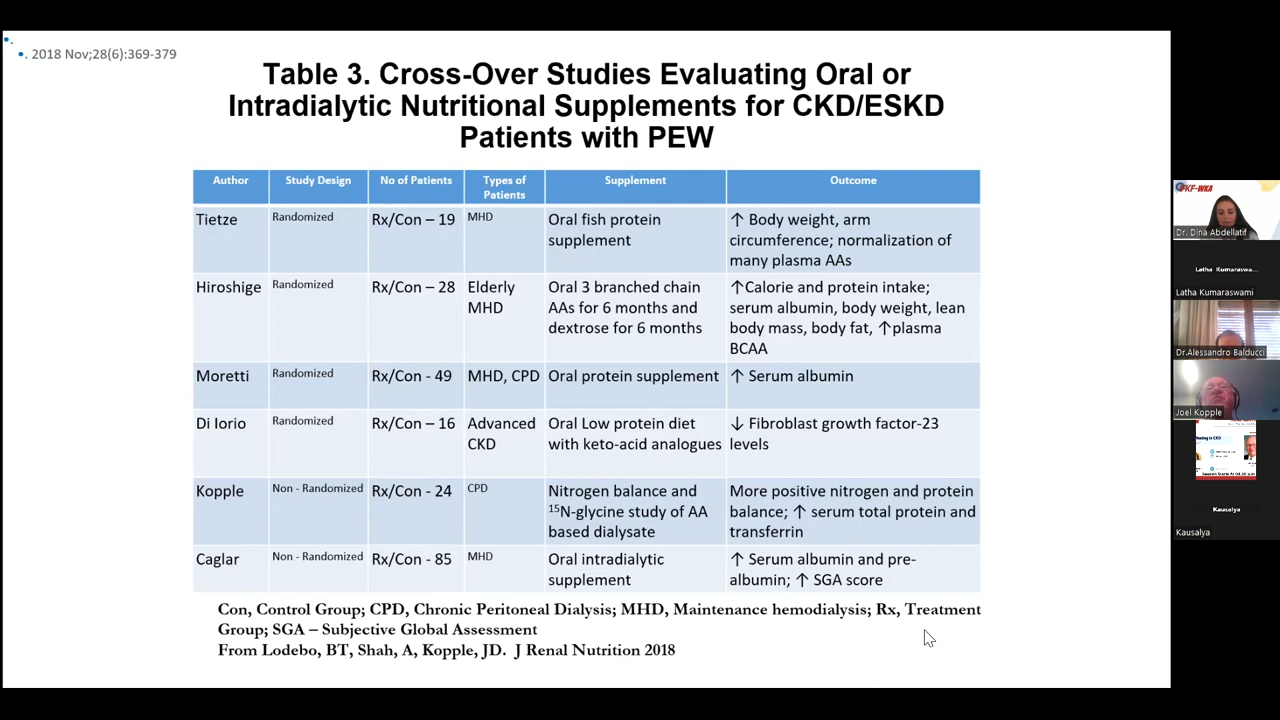 . 2018 Nov;28(6):369-379
Table 3. Cross-Over Studies Evaluating Oral or
Intradialytic Nutritional Supplements for CKD/ESKD
Patients with PEW
Author Study Design No of Patients Types of Patients Supplement Outcome
Tietze Randomized Rx/Con – 19 MHD Oral fish protein supplement ↑ Body weight, arm circumference; normalization of many plasma AAs
Hiroshige Randomized Rx/Con – 28 Elderly MHD Oral 3 branched chain AAs for 6 months and dextrose for 6 months ↑Calorie and protein intake; serum albumin, body weight, lean body mass, body fat, ↑plasma BCAA
Moretti Randomized Rx/Con - 49 MHD, CPD Oral protein supplement ↑ Serum albumin
Di Iorio Randomized Rx/Con – 16 Advanced CKD Oral Low protein diet with keto-acid analogues ↓ Fibroblast growth factor-23 levels
Kopple Non - Randomized Rx/Con - 24 CPD Nitrogen balance and 15N-glycine study of AA based dialysate More positive nitrogen and protein balance; ↑ serum total protein and transferrin
Caglar Non - Randomized Rx/Con - 85 MHD Oral intradialytic supplement ↑ Serum albumin and pre-albumin; ↑ SGA score
Con, Control Group; CPD, Chronic Peritoneal Dialysis; MHD, Maintenance hemodialysis; Rx, Treatment
Group; SGA – Subjective Global Assessment
From Lodebo, BT, Shah, A, Kopple, JD. J Renal Nutrition 2018
Dr. Dina Abdellatif
Latha Kumaraswa...
Latha Kumaraswami
Dr.Alessandro Balducci
Joel Kopple
Kausalya
Kausalya